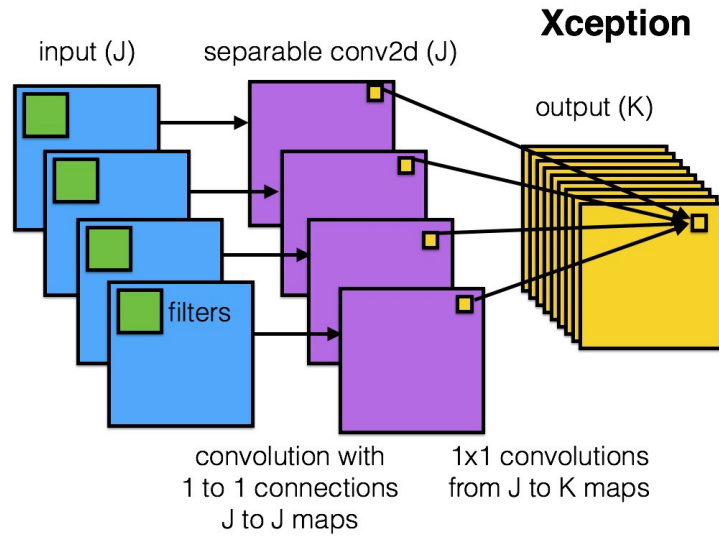 Xception
input (J)
separable conv2d (J)
output (K)
filters
convolution with
1 to 1 connections
J to J maps
1x1 convolutions
from J to K maps